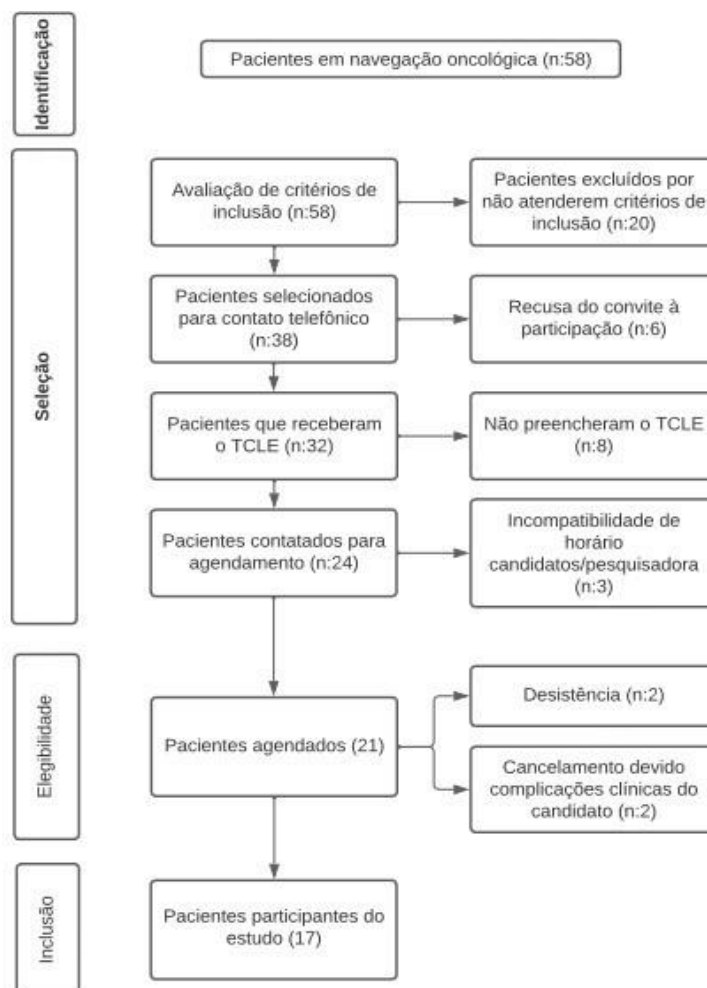 Identificação
Pacientes em navegação oncológica (n:58)
Seleção
Avaliação de critérios de
inclusão (n:58)
Pacientes excluídos por
não atenderem critérios de
inclusão (n:20)
Pacientes selecionados
para contato telefônico
(n:38)
Recusa do convite à
participação (n:6)
Pacientes que receberam
o TCLE (n:32)
Não preencheram o TCLE
(n:8)
Pacientes contatados para
agendamento (n:24)
Incompatibilidade de
horário
candidatos/pesquisadora
(n:3)
Elegibilidade
Pacientes agendados (21)
Desistência (n:2)
Cancelamento devido
complicações clínicas do
candidato (n:2)
Inclusão
Pacientes participantes do
estudo (17)